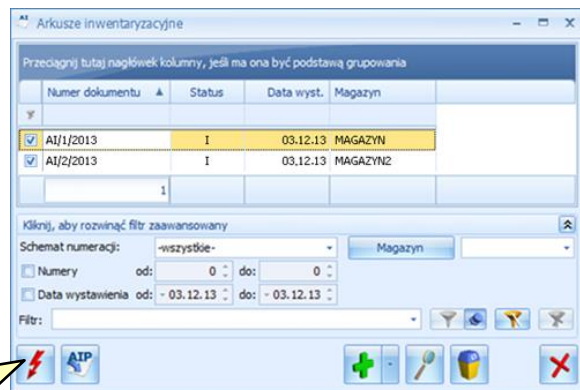 AI Arkusze inwentaryzacyjne
Przeciągnij tutaj nagłówek kolumny, jeśli ma ona być podstawą grupowania
Numer dokumentu Status Data wyst. Magazyn
AI/1/2013 I 03.12.13 MAGAZYN
AI/2/2013 I 03.12.13 MAGAZYN2
1
Kliknij, aby rozwinąć filtr zaawansowany
Schemat numeracji: -wszystkie- Magazyn
Numery od: 0 do: 0
Data wystawienia od: 03.12.13 do: 03.12.13
Filtr:
AIP